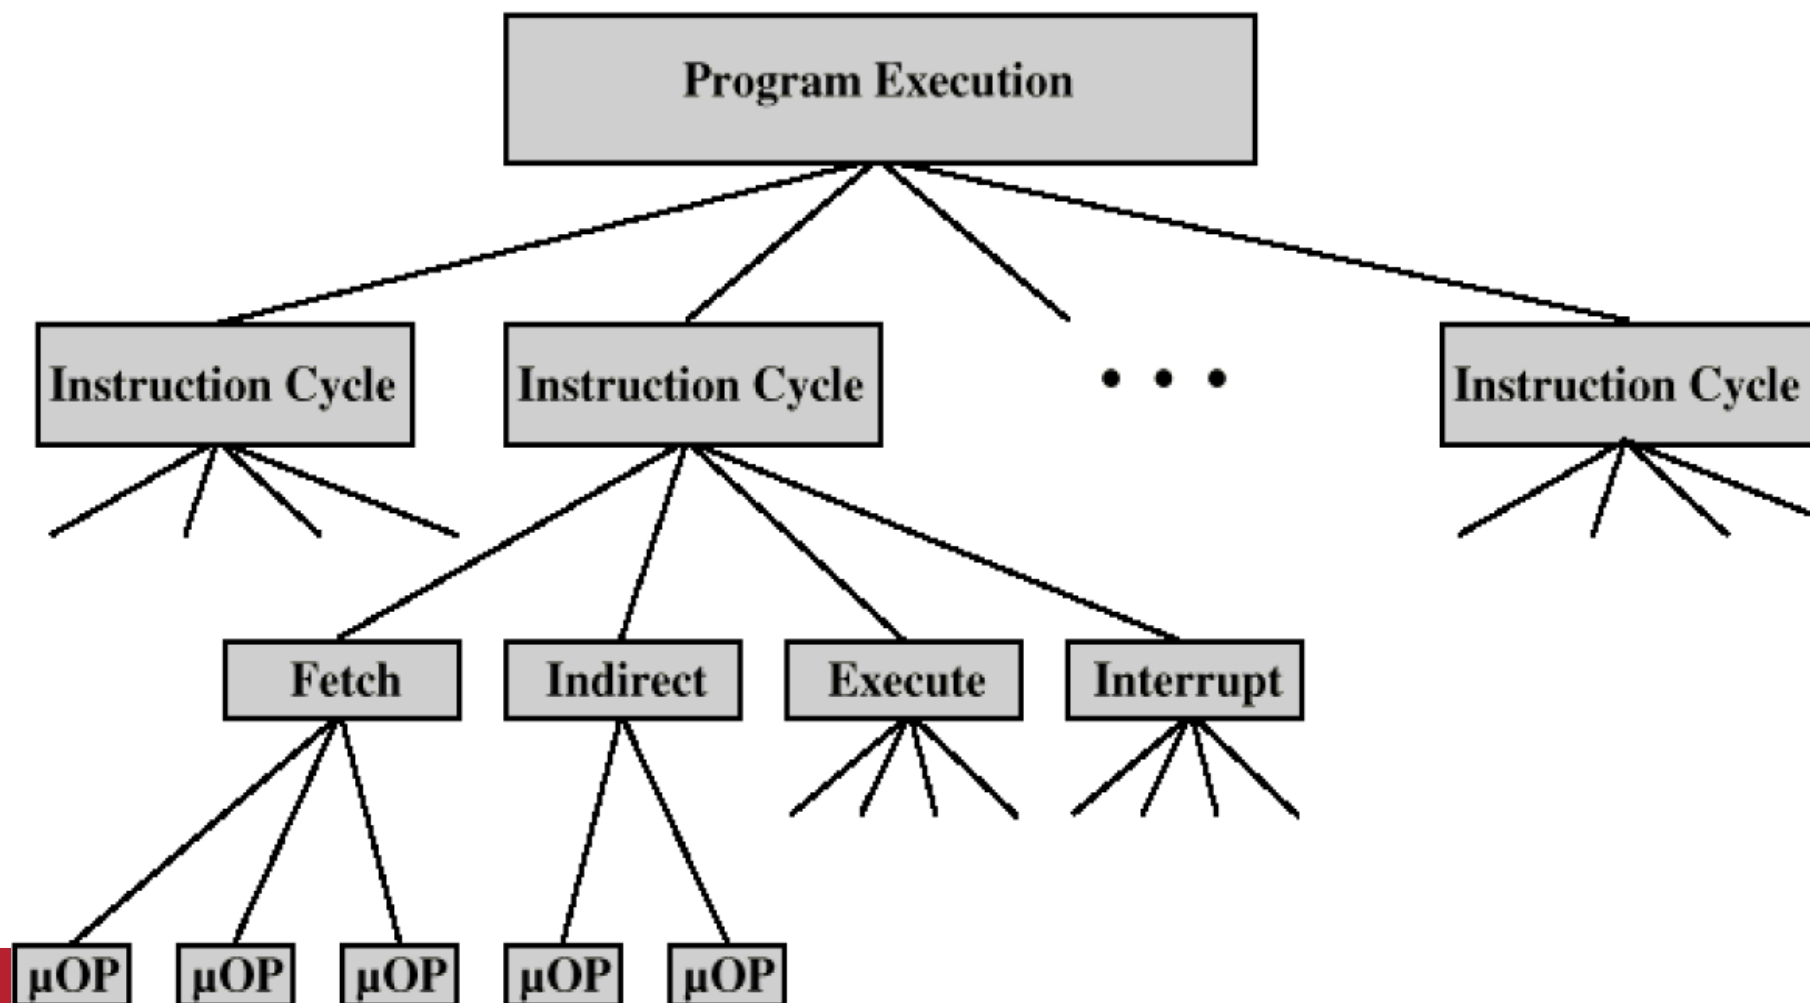 Program Execution
Instruction Cycle
Instruction Cycle
• • •
Instruction Cycle
Fetch
Indirect
Execute
Interrupt
μOP
μOP
μOP
μOP
μOP